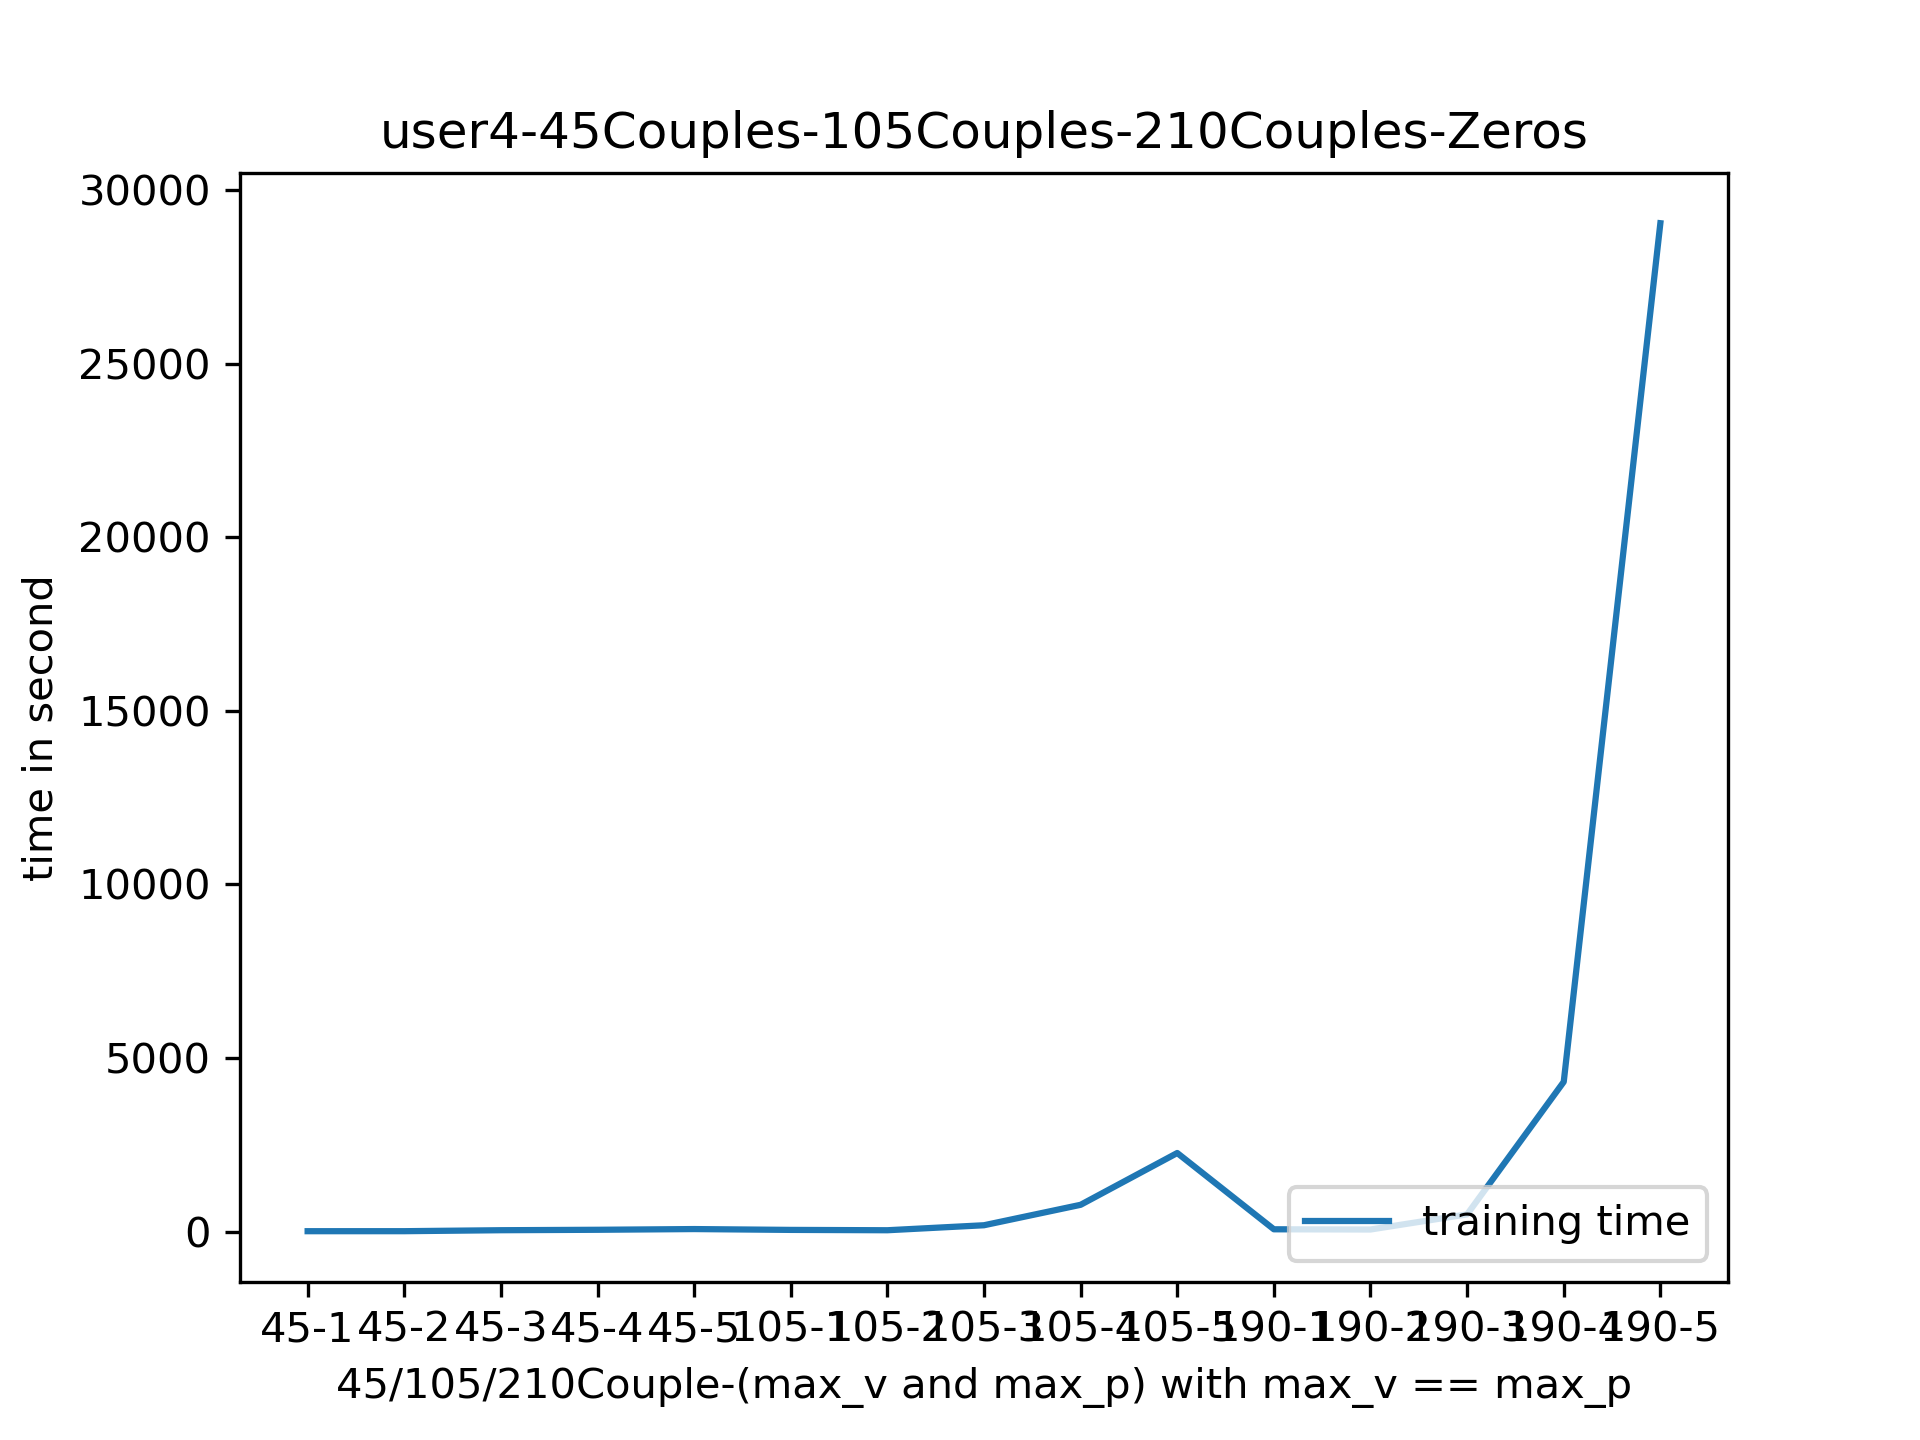 user4-45Couples-105Couples-210Couples-Zeros
30000
25000
20000
15000
10000
5000
0
time in second
training time
45-1 45-2 45-3 45-4 45-5 105-1 105-2 105-3 105-4 105-5 190-1 190-2 190-3 190-4 190-5
45/105/210Couple-(max_v and max_p) with max_v == max_p